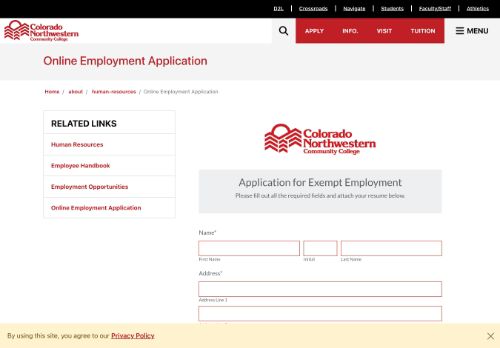 D2L
Crossroads
Navigate
Students
Faculty/Staff
Athletics
Colorado
Northwestern
Community College
APPLY
INFO.
VISIT
TUITION
MENU
Online Employment Application
Home / about / human-resources / Online Employment Application
RELATED LINKS
Human Resources
Employee Handbook
Employment Opportunities
Online Employment Application
Colorado
Northwestern
Community College
Application for Exempt Employment
Please fill out all the required fields and attach your resume below.
Name*
First Name
Initial
Last Name
Address*
Address Line 1
By using this site, you agree to our Privacy Policy